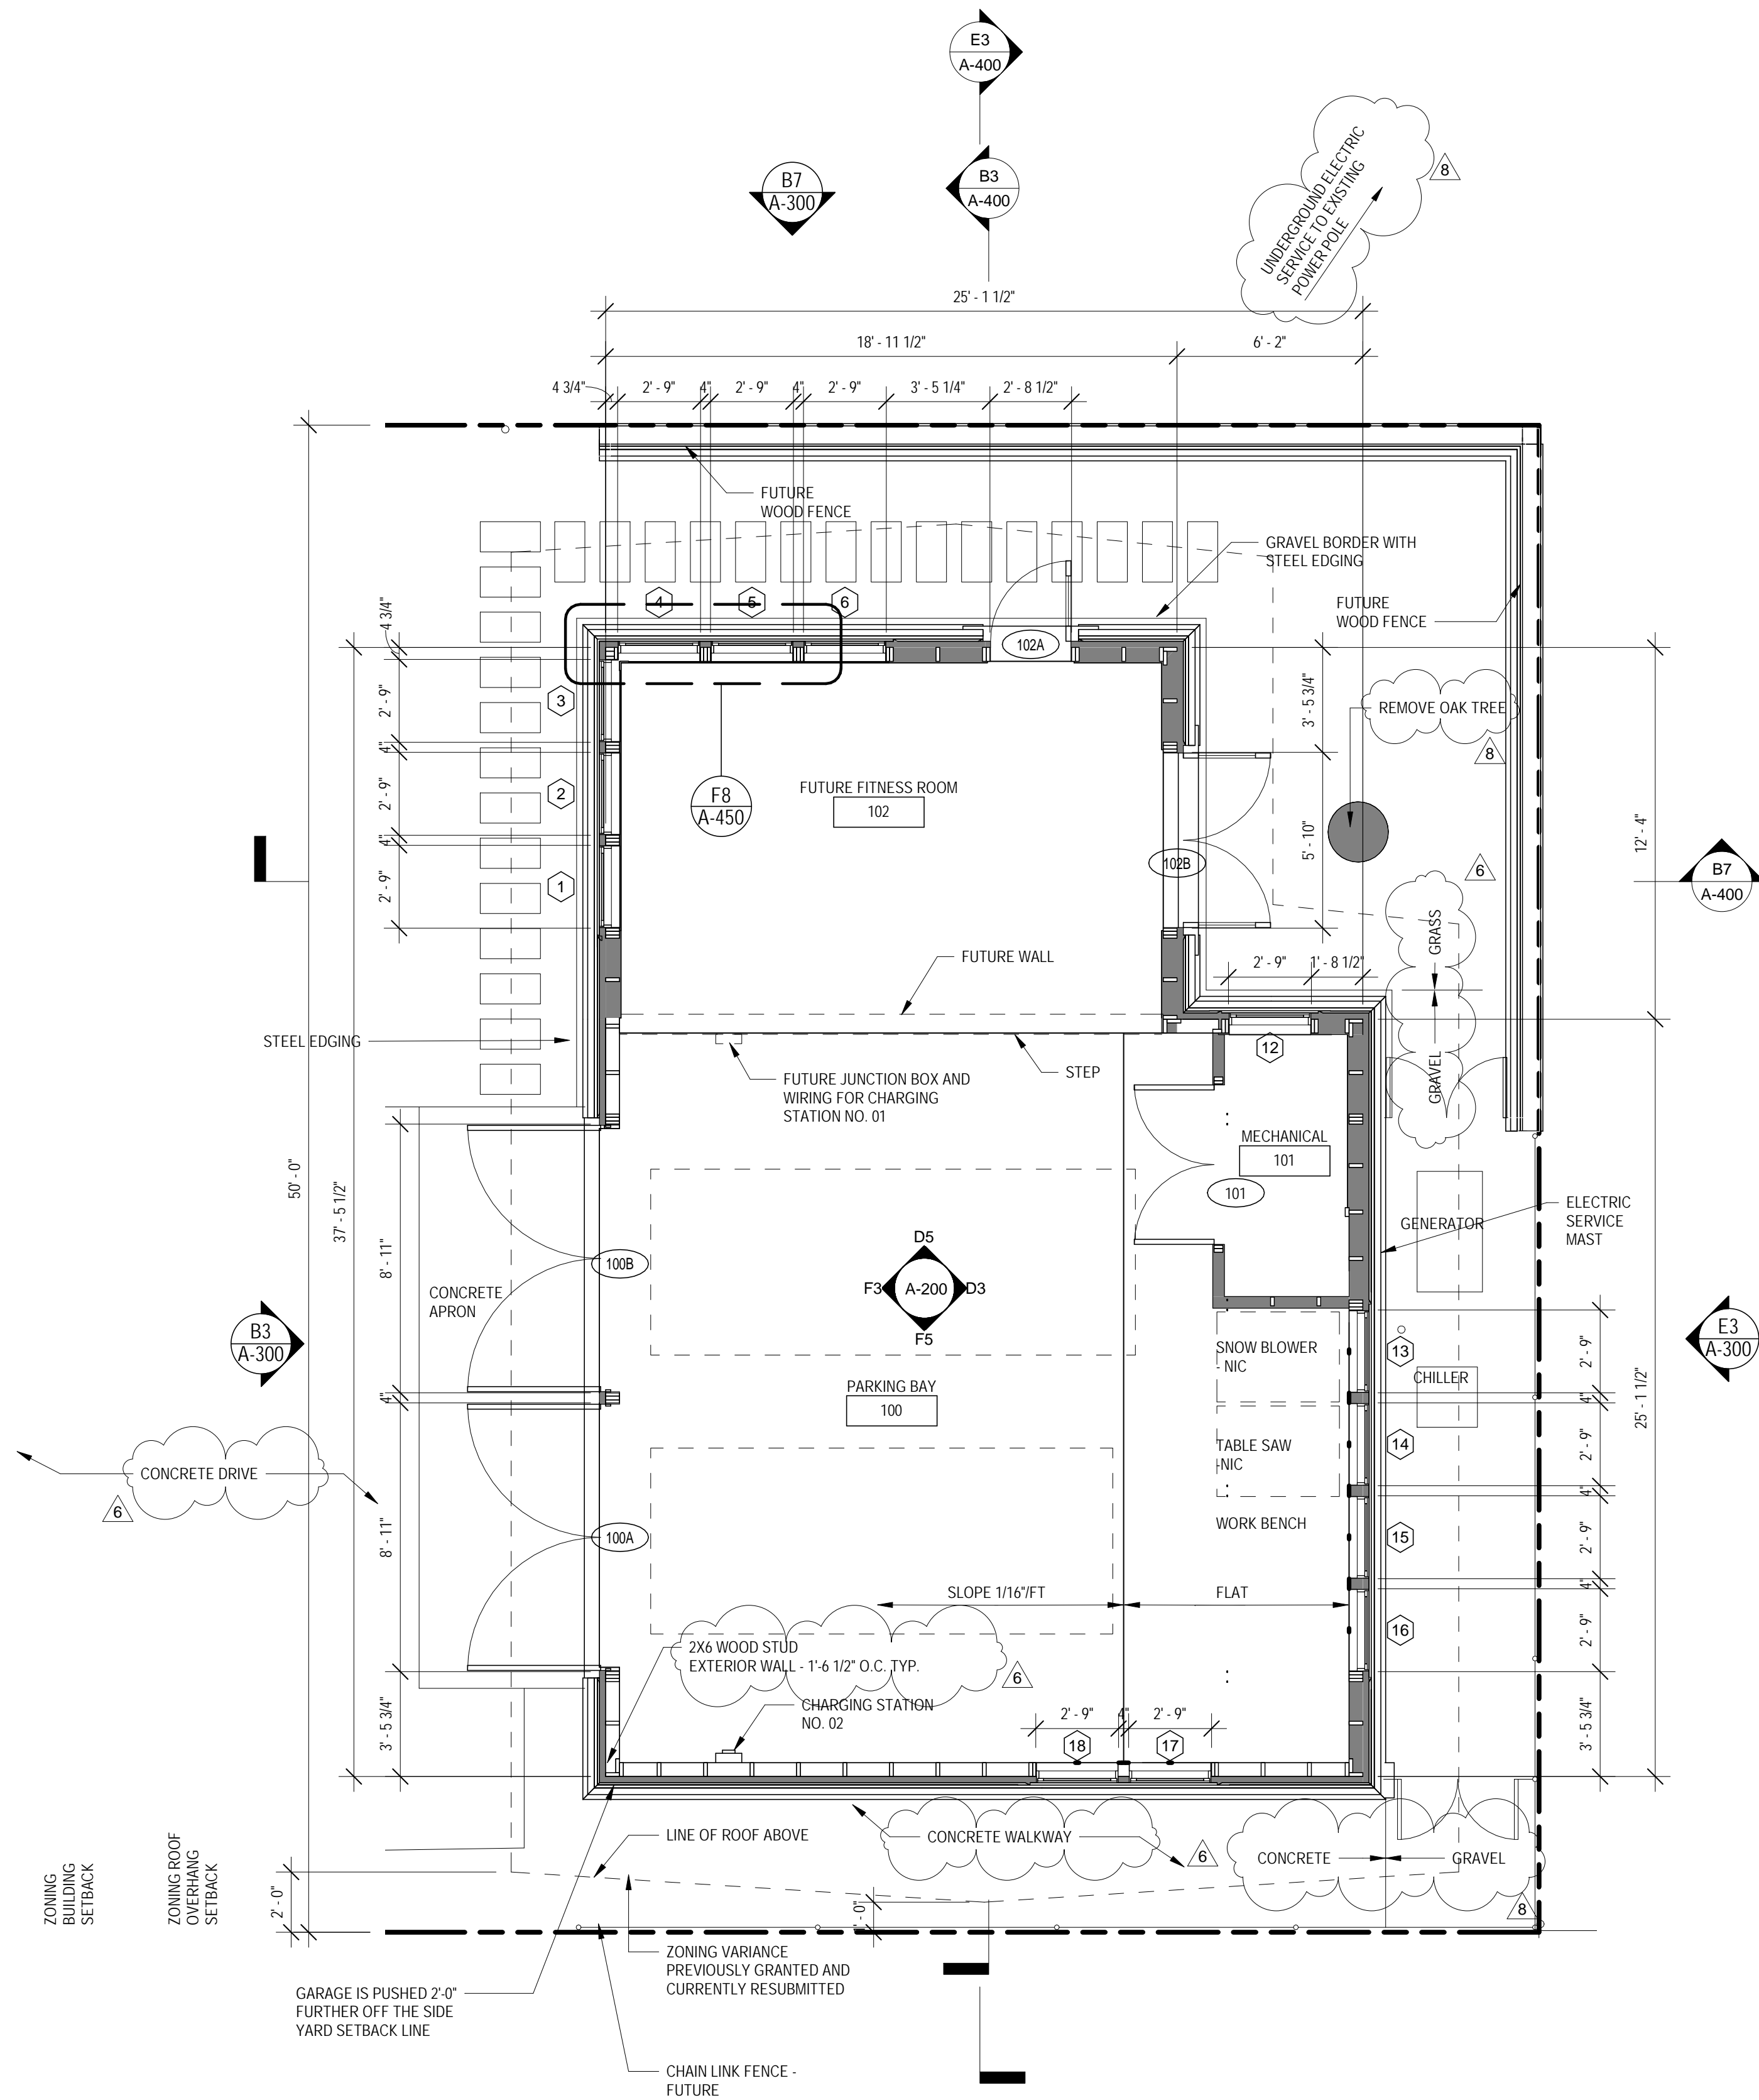 E3
A-400
B7
A-300
B3
A-400
UNDERGROUND ELECTRIC
SERVICE TO EXISTING
POWER POLE
8
25' - 1 1/2"
18' - 11 1/2"
6' - 2"
4 3/4"
2' - 9"
4"
2' - 9"
4"
2' - 9"
3' - 5 1/4"
2' - 8 1/2"
FUTURE
WOOD FENCE
GRAVEL BORDER WITH
STEEL EDGING
FUTURE
WOOD FENCE
4
5
6
102A
4 3/4"
2' - 9"
4"
2' - 9"
4"
2' - 9"
3
2
1
3' - 5 3/4"
5' - 10"
REMOVE OAK TREE
8
FUTURE FITNESS ROOM
102
F8
A-450
102B
12' - 4"
6
B7
A-400
GRASS
GRAVEL
FUTURE WALL
2' - 9"
1' - 8 1/2"
STEEL EDGING
12
STEP
FUTURE JUNCTION BOX AND
WIRING FOR CHARGING
STATION NO. 01
MECHANICAL
101
101
50' - 0"
37' - 5 1/2"
8' - 11"
4"
8' - 11"
3' - 5 3/4"
GENERATOR
ELECTRIC
SERVICE
MAST
100B
D5
F3
A-200
D3
F5
CONCRETE
APRON
B3
A-300
E3
A-300
SNOW BLOWER
- NIC
13
CHILLER
2' - 9"
4"
2' - 9"
4"
2' - 9"
4"
2' - 9"
3' - 5 3/4"
25' - 1 1/2"
PARKING BAY
100
TABLE SAW
-NIC
14
CONCRETE DRIVE
6
WORK BENCH
15
100A
SLOPE 1/16"/FT
FLAT
16
2X6 WOOD STUD
EXTERIOR WALL - 1'-6 1/2" O.C. TYP.
6
CHARGING STATION
NO. 02
2' - 9"
4"
2' - 9"
18
17
LINE OF ROOF ABOVE
CONCRETE WALKWAY
6
CONCRETE
GRAVEL
8
ZONING
BUILDING
SETBACK
ZONING ROOF
OVERHANG
SETBACK
2' - 0"
ZONING VARIANCE
PREVIOUSLY GRANTED AND
CURRENTLY RESUBMITTED
GARAGE IS PUSHED 2'-0"
FURTHER OFF THE SIDE
YARD SETBACK LINE
CHAIN LINK FENCE -
FUTURE